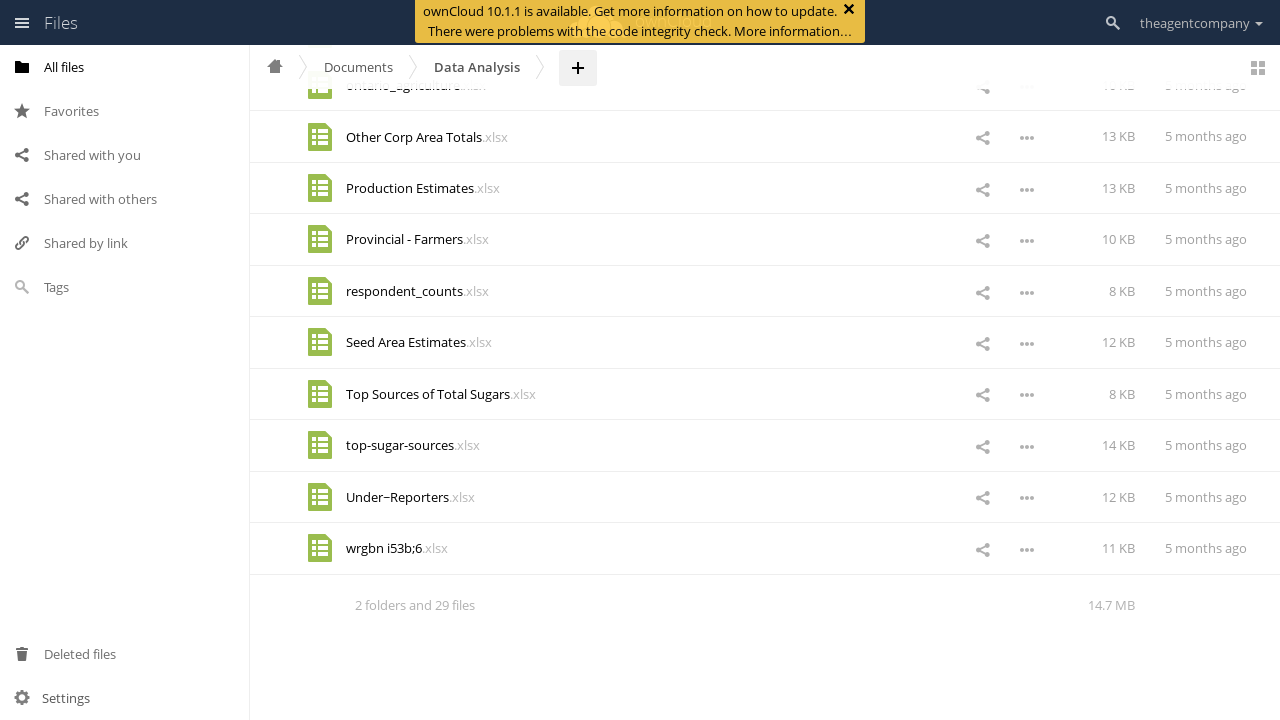 Files
ownCloud 10.1.1 is available. Get more information on how to update.
There were problems with the code integrity check. More information…
theagentcompany
All files
Favorites
Shared with you
Shared with others
Shared by link
Tags
Deleted files
Settings
Documents
Data Analysis
ontario_agriculture.xlsx
5 months ago
Other Corp Area Totals.xlsx 13 KB 5 months ago
Production Estimates.xlsx 13 KB 5 months ago
Provincial - Farmers.xlsx 10 KB 5 months ago
respondent_counts.xlsx 8 KB 5 months ago
Seed Area Estimates.xlsx 12 KB 5 months ago
Top Sources of Total Sugars.xlsx 8 KB 5 months ago
top-sugar-sources.xlsx 14 KB 5 months ago
Under~Reporters.xlsx 12 KB 5 months ago
wrgbn i53b;6.xlsx 11 KB 5 months ago
2 folders and 29 files 14.7 MB